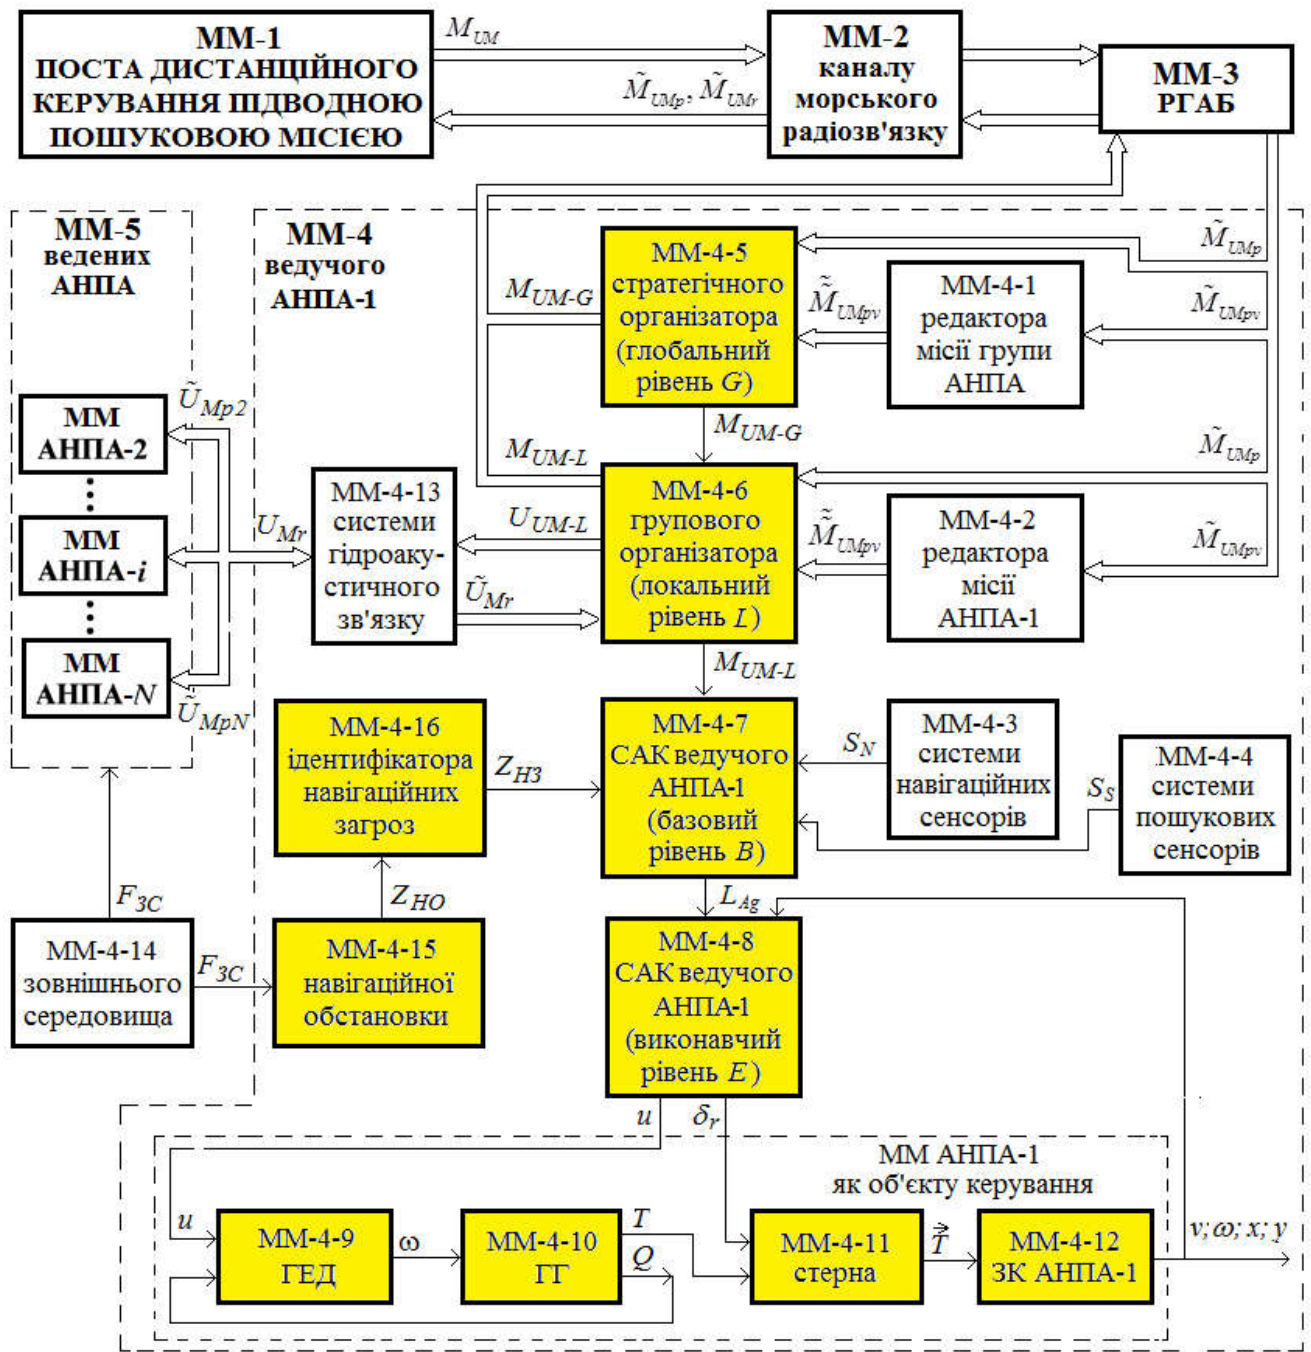 ММ-1
ПОСТА ДИСТАНЦІЙНОГО
КЕРУВАННЯ ПІДВОДНОЮ
ПОШУКОВОЮ МІСІЄЮ
M_UM
M̃_UMp, M̃_UMr
ММ-2
каналу
морського
радіозв'язку
ММ-3
РГАБ
ММ-5
ведених
АНПА
ММ-4
ведучого
АНПА-1
M_UM-G
ММ-4-5
стратегічного
організатора
(глобальний
рівень G)
M̃̃_UMpv
ММ-4-1
редактора
місії групи
АНПА
M̃_UMp
M̃_UMpv
M_UM-G
ММ
АНПА-2
Ũ_Mp2
ММ
АНПА-i
U_Mr
ММ
АНПА-N
Ũ_MpN
ММ-4-13
системи
гідроаку-
стичного
зв'язку
M_UM-L
U_UM-L
Ũ_Mr
ММ-4-6
групового
організатора
(локальний
рівень L)
M̃̃_UMpv
ММ-4-2
редактора
місії
АНПА-1
M̃_UMp
M̃_UMpv
M_UM-L
ММ-4-16
ідентифікатора
навігаційних
загроз
Z_НЗ
ММ-4-7
САК ведучого
АНПА-1
(базовий
рівень B)
S_N
ММ-4-3
системи
навігаційних
сенсорів
S_S
ММ-4-4
системи
пошукових
сенсорів
F_ЗС
Z_НО
L_Ag
ММ-4-14
зовнішнього
середовища
F_ЗС
ММ-4-15
навігаційної
обстановки
ММ-4-8
САК ведучого
АНПА-1
(виконавчий
рівень E)
u
δ_r
ММ АНПА-1
як об'єкту керування
u
ММ-4-9
ГЕД
ω
ММ-4-10
ГГ
T
Q
ММ-4-11
стерна
T⃗
ММ-4-12
ЗК АНПА-1
v; ω; x; y